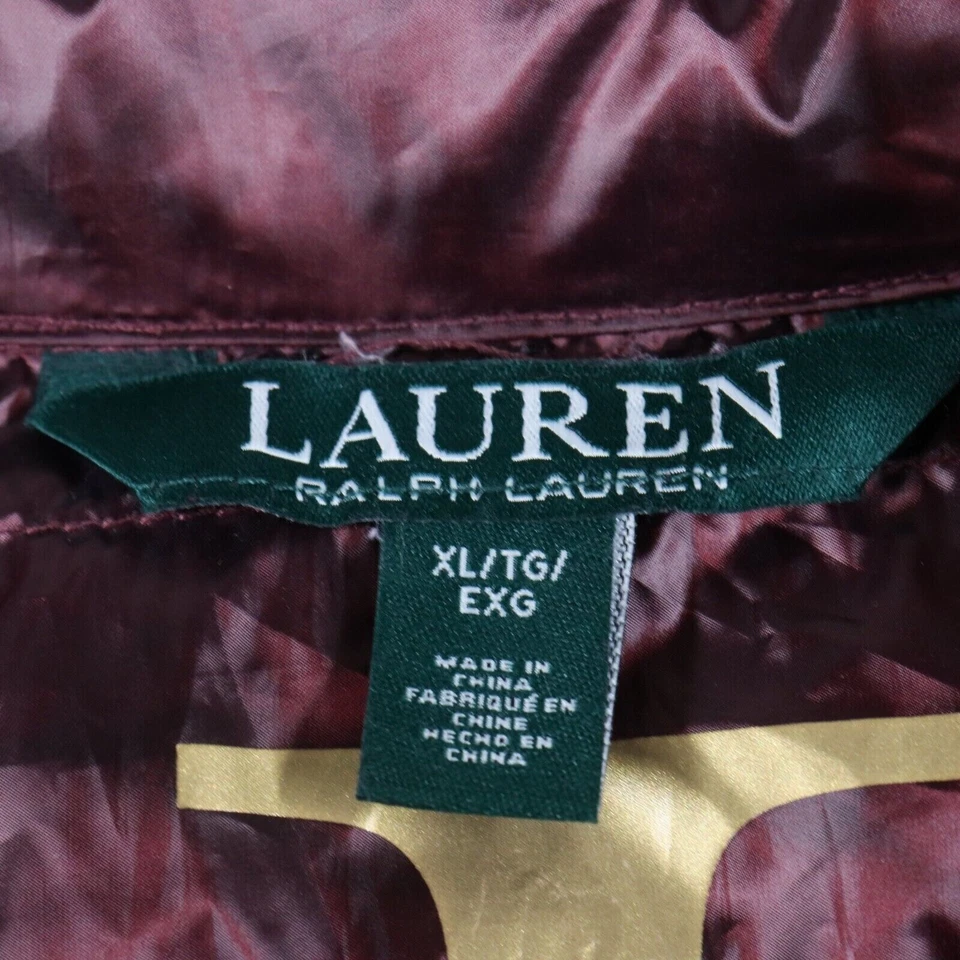 LAUREN
RALPH LAUREN
XL/TG/
EXG
MADE IN
CHINA
FABRIQUÉ EN
CHINE
HECHO EN
CHINA